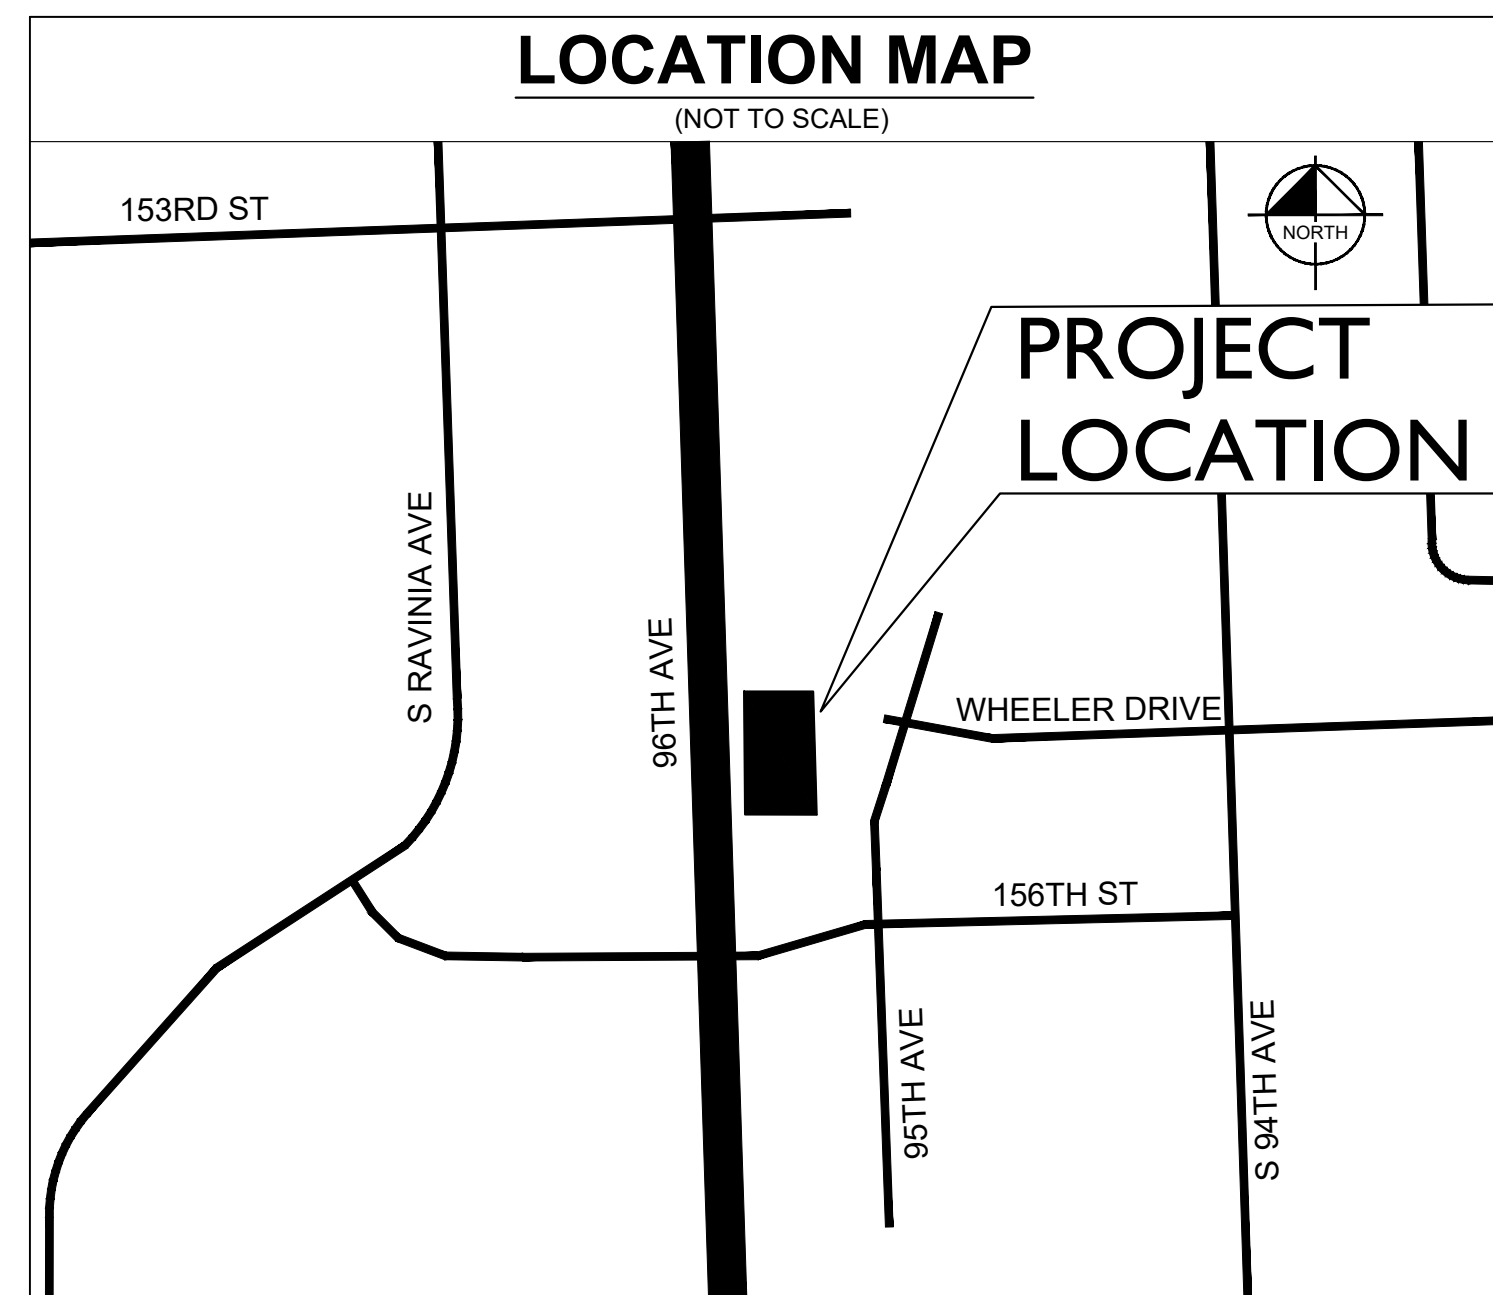 LOCATION MAP
(NOT TO SCALE)
153RD ST
NORTH
PROJECT
LOCATION
S RAVINIA AVE
96TH AVE
WHEELER DRIVE
156TH ST
95TH AVE
S 94TH AVE